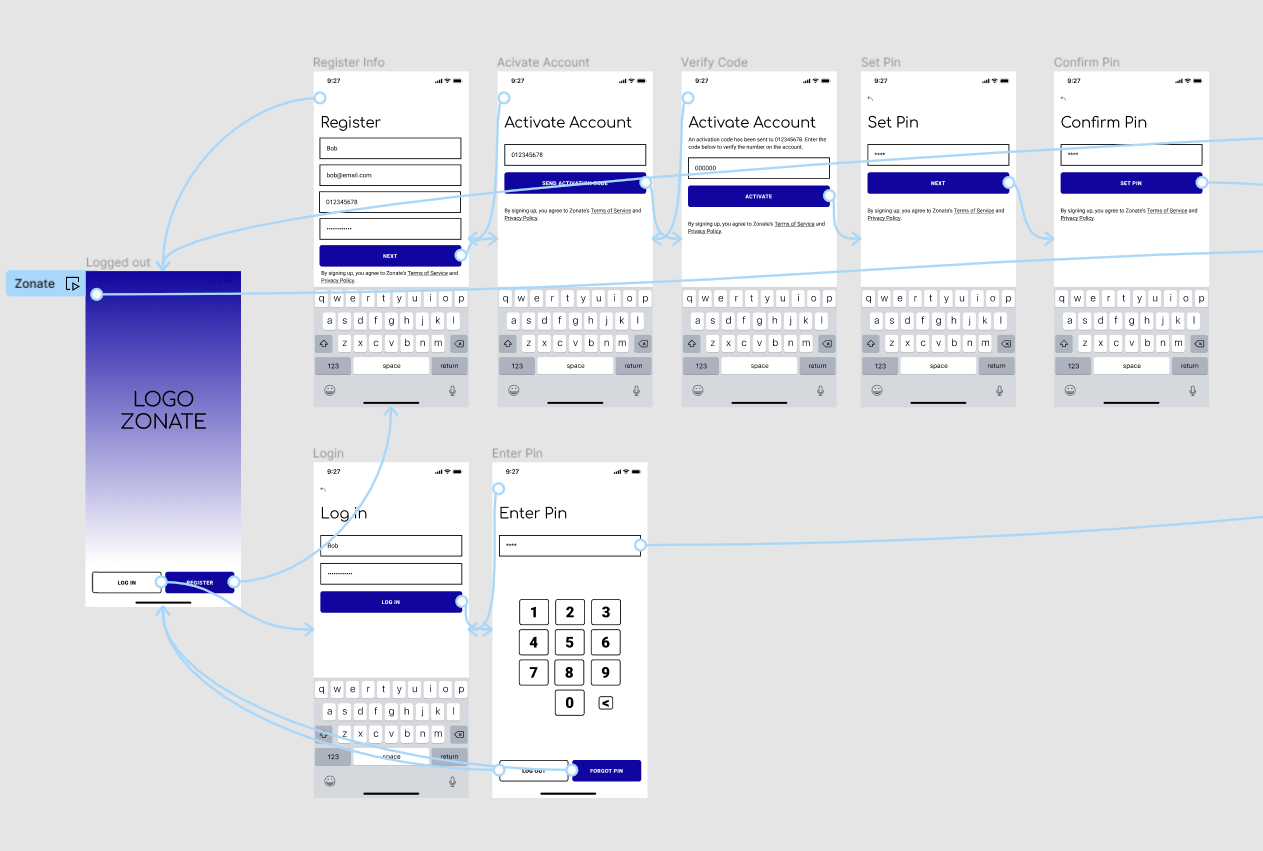 Register Info
9:27
Register
Bob
bob@email.com
012345678
••••••••••••
NEXT
By signing up, you agree to Zonate's Terms of Service and
Privacy Policy.
q w e r t y u i o p
a s d f g h j k l
z x c v b n m
123 space return
Acivate Account
9:27
Activate Account
012345678
SEND ACTIVATION CODE
By signing up, you agree to Zonate's Terms of Service and
Privacy Policy.
q w e r t y u i o p
a s d f g h j k l
z x c v b n m
123 space return
Verify Code
9:27
Activate Account
An activation code has been sent to 012345678. Enter the
code below to verify the number on the account.
000000
ACTIVATE
By signing up, you agree to Zonate's Terms of Service and
Privacy Policy.
q w e r t y u i o p
a s d f g h j k l
z x c v b n m
123 space return
Set Pin
9:27
Set Pin
****
NEXT
By signing up, you agree to Zonate's Terms of Service and
Privacy Policy.
q w e r t y u i o p
a s d f g h j k l
z x c v b n m
123 space return
Confirm Pin
9:27
Confirm Pin
****
SET PIN
By signing up, you agree to Zonate's Terms of Service and
Privacy Policy.
q w e r t y u i o p
a s d f g h j k l
z x c v b n m
123 space return
Zonate
Logged out
LOGO
ZONATE
LOG IN
REGISTER
Login
9:27
Log in
Bob
••••••••••••
LOG IN
q w e r t y u i o p
a s d f g h j k l
z x c v b n m
123 space return
Enter Pin
9:27
Enter Pin
****
1 2 3
4 5 6
7 8 9
0 <
LOG OUT
FORGOT PIN